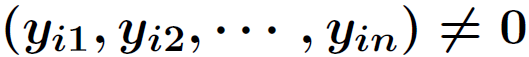 (y_{i1}, y_{i2}, ⋯ , y_{in}) ≠ 0